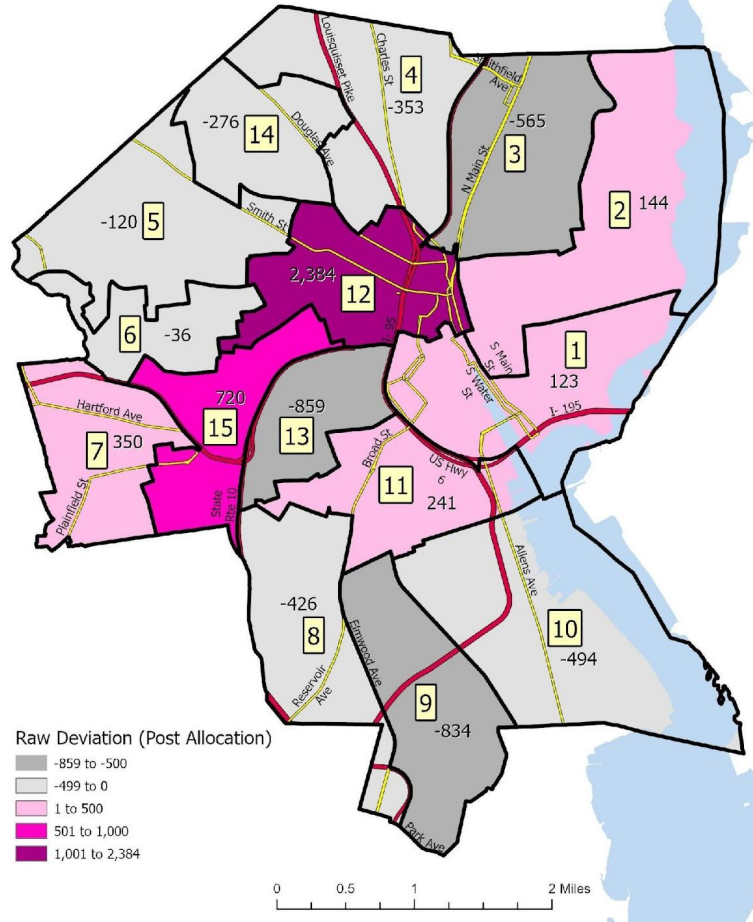 Louisquisset Pike
Charles St
4
-353
Smithfield
Ave
-565
3
N Main St
-276
14
Douglas Ave
2
144
-120
5
Smith St
2,384
12
6
-36
I- 95
S Main
St
S Water
St
1
123
I- 195
Hartford Ave
7
350
Plainfield St
720
15
State
Rte 10
-859
13
Broad St
11
US Hwy
6
241
-426
8
Reservoir
Ave
Elmwood Ave
Allens Ave
10
-494
9
-834
Park Ave
Raw Deviation (Post Allocation)
-859 to -500
-499 to 0
1 to 500
501 to 1,000
1,001 to 2,384
0 0.5 1 2 Miles